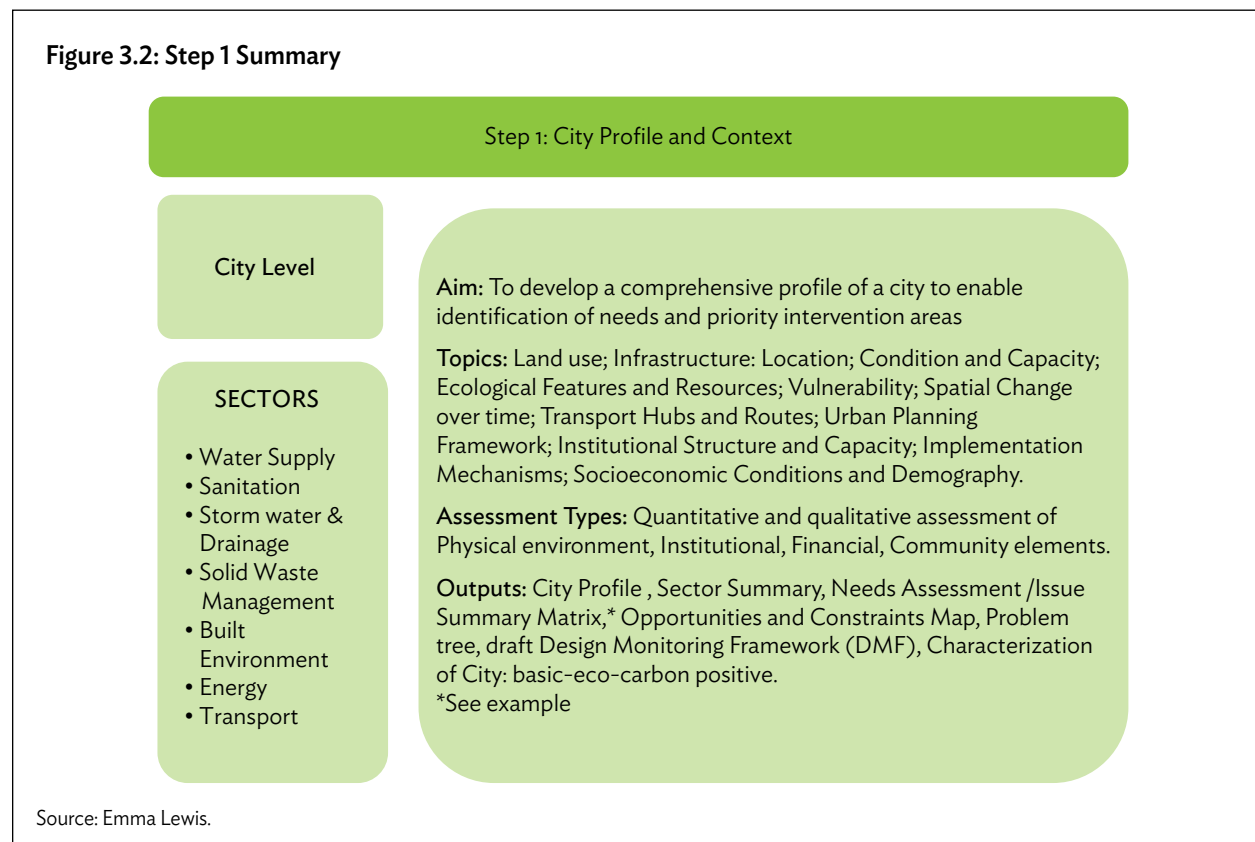 Figure 3.2: Step 1 Summary
Step 1: City Profile and Context
City Level
SECTORS
• Water Supply
• Sanitation
• Storm water &
Drainage
• Solid Waste
Management
• Built
Environment
• Energy
• Transport
Aim: To develop a comprehensive profile of a city to enable
identification of needs and priority intervention areas
Topics: Land use; Infrastructure: Location; Condition and Capacity;
Ecological Features and Resources; Vulnerability; Spatial Change
over time; Transport Hubs and Routes; Urban Planning
Framework; Institutional Structure and Capacity; Implementation
Mechanisms; Socioeconomic Conditions and Demography.
Assessment Types: Quantitative and qualitative assessment of
Physical environment, Institutional, Financial, Community elements.
Outputs: City Profile , Sector Summary, Needs Assessment /Issue
Summary Matrix,* Opportunities and Constraints Map, Problem
tree, draft Design Monitoring Framework (DMF), Characterization
of City: basic-eco-carbon positive.
*See example
Source: Emma Lewis.